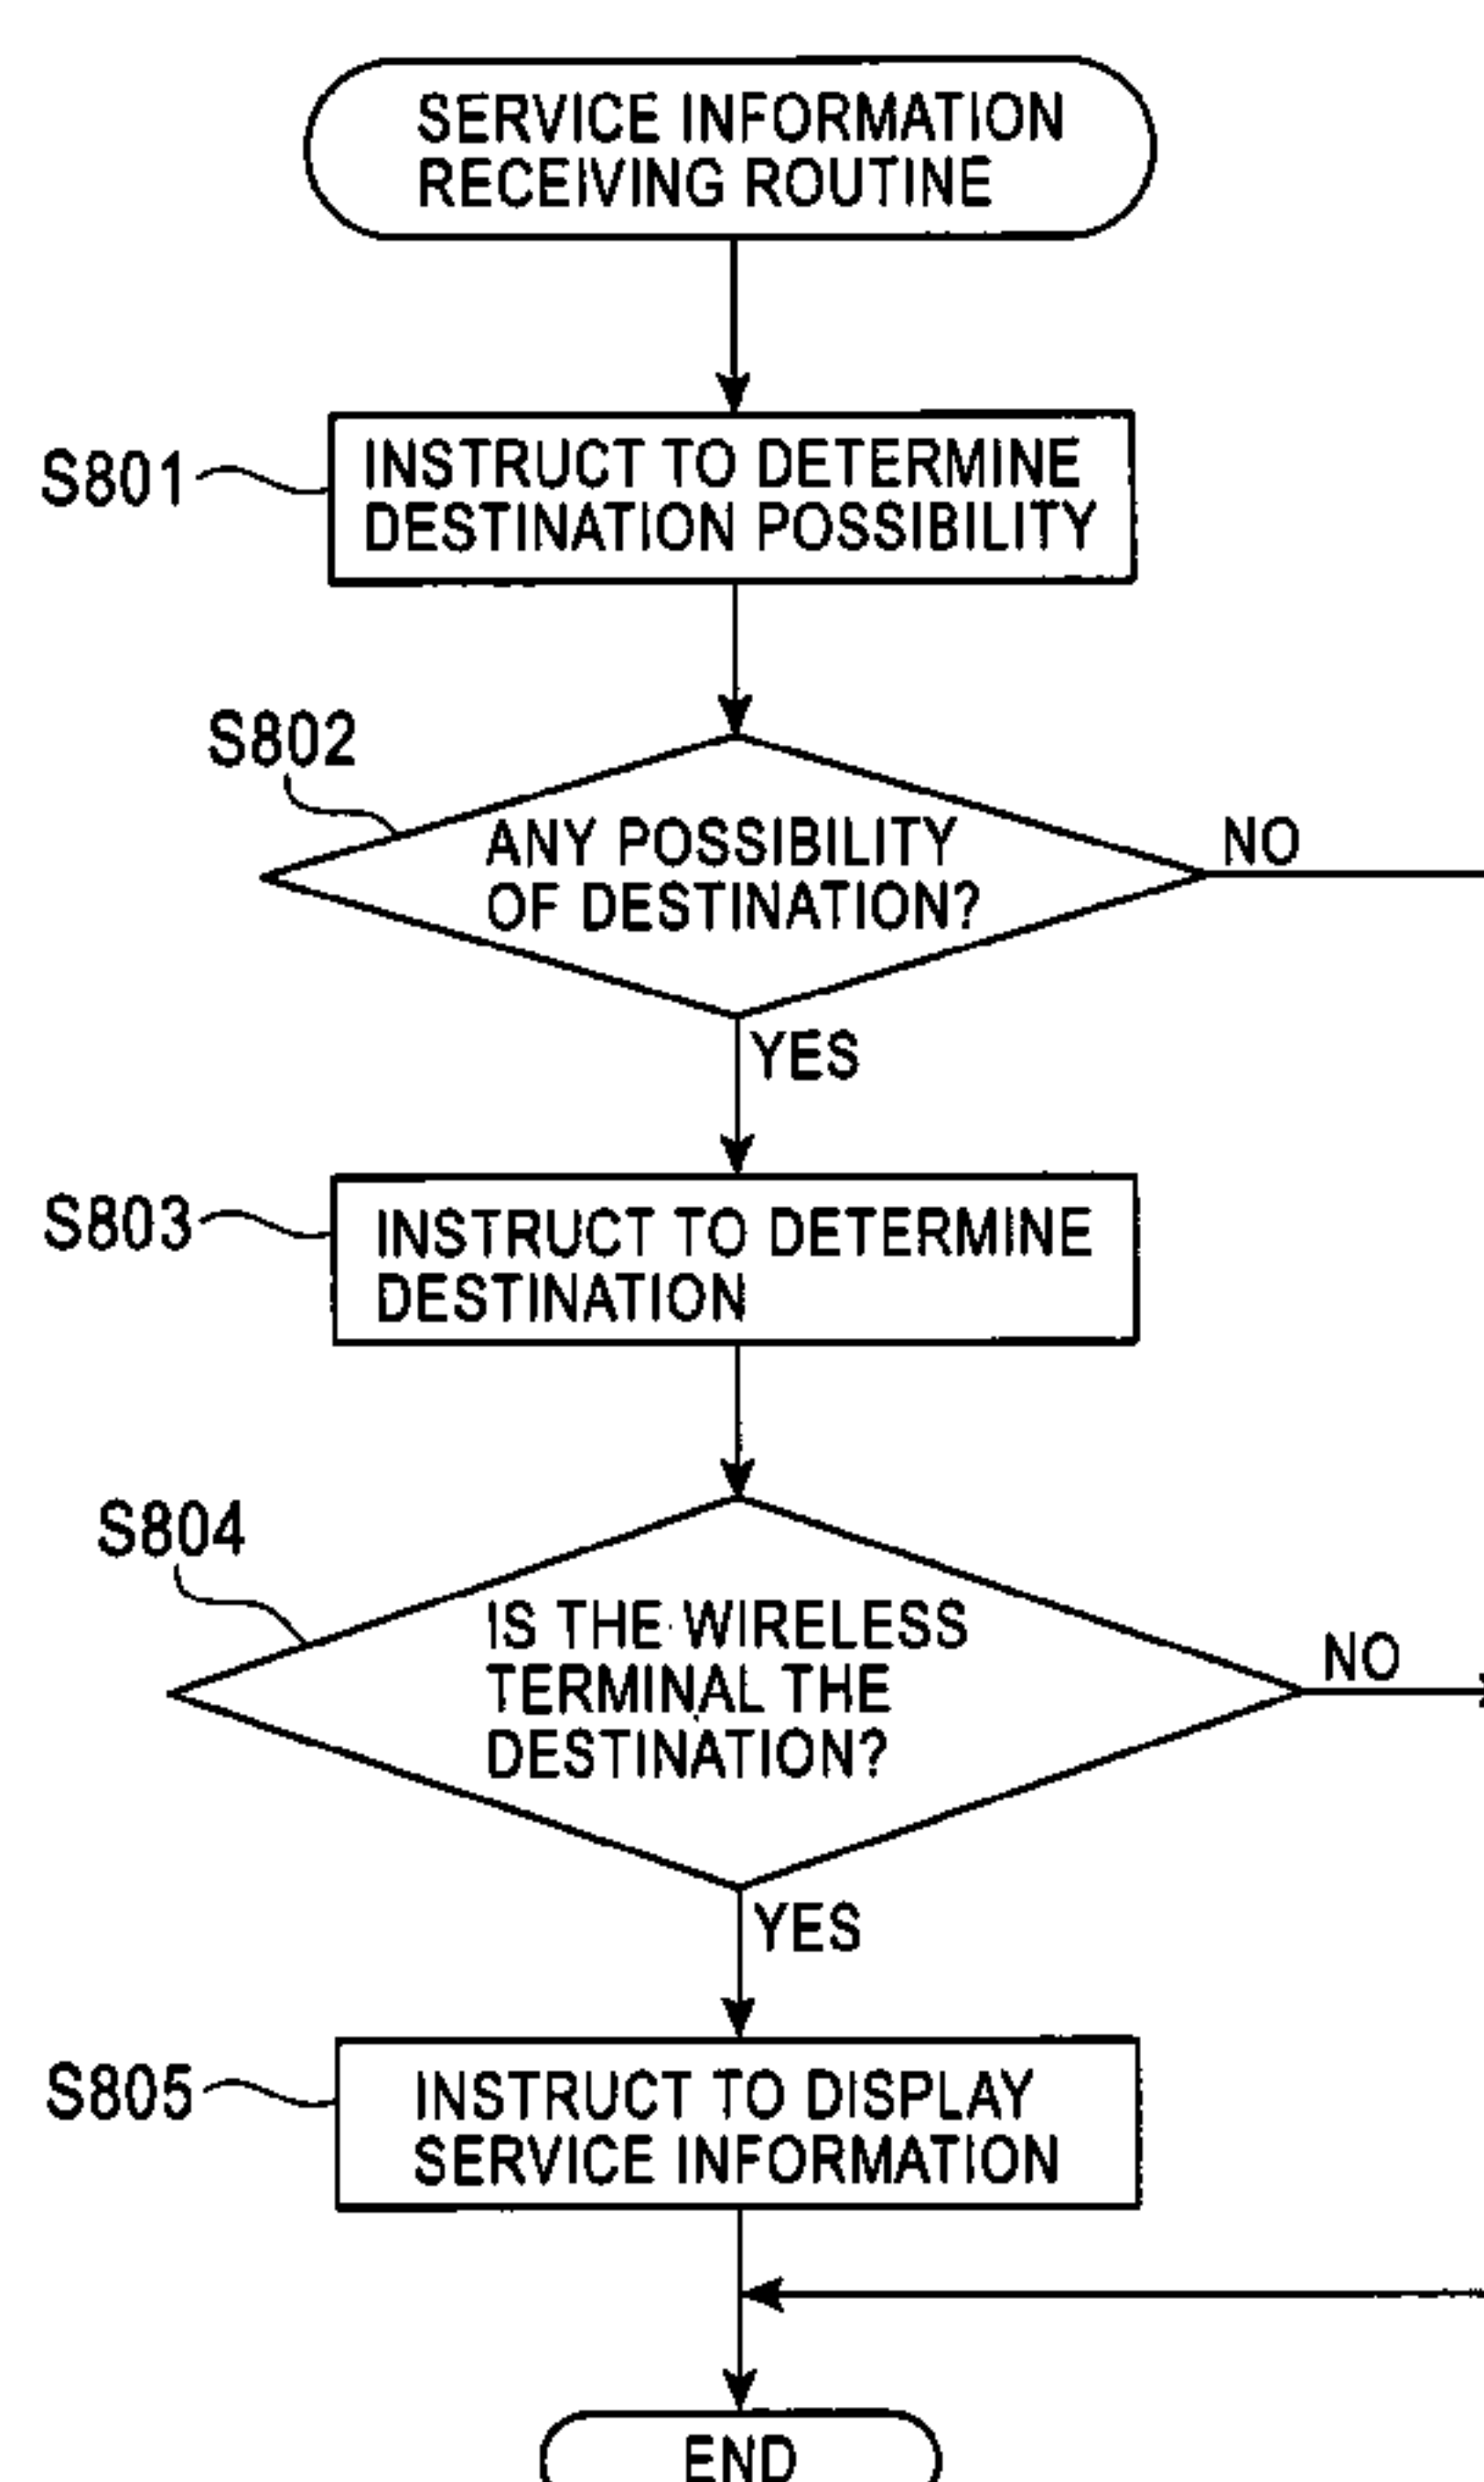 SERVICE INFORMATION
RECEIVING ROUTINE
S801
INSTRUCT TO DETERMINE
DESTINATION POSSIBILITY
S802
ANY POSSIBILITY
OF DESTINATION?
NO
YES
S803
INSTRUCT TO DETERMINE
DESTINATION
S804
IS THE WIRELESS
TERMINAL THE
DESTINATION?
NO
YES
S805
INSTRUCT TO DISPLAY
SERVICE INFORMATION
END